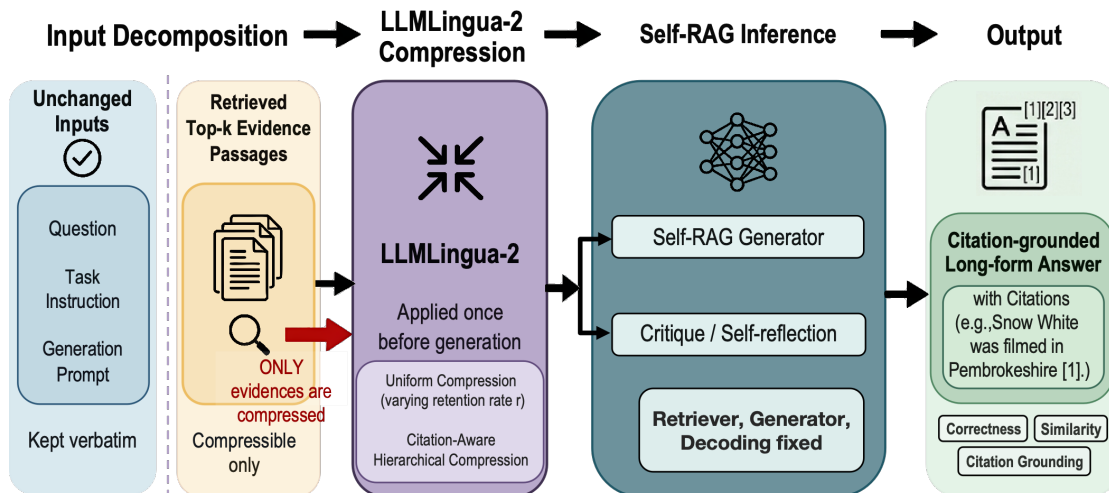 Input Decomposition
LLMLingua-2
Compression
Self-RAG Inference
Output
Unchanged
Inputs
Question
Task
Instruction
Generation
Prompt
Kept verbatim
Retrieved
Top-k Evidence
Passages
ONLY
evidences are
compressed
Compressible
only
LLMLingua-2
Applied once
before generation
Uniform Compression
(varying retention rate r)
Citation-Aware
Hierarchical Compression
Self-RAG Generator
Critique / Self-reflection
Retriever, Generator,
Decoding fixed
A
[1][2][3]
[1]
Citation-grounded
Long-form Answer
with Citations
(e.g.,Snow White
was filmed in
Pembrokeshire [1].)
Correctness
Similarity
Citation Grounding